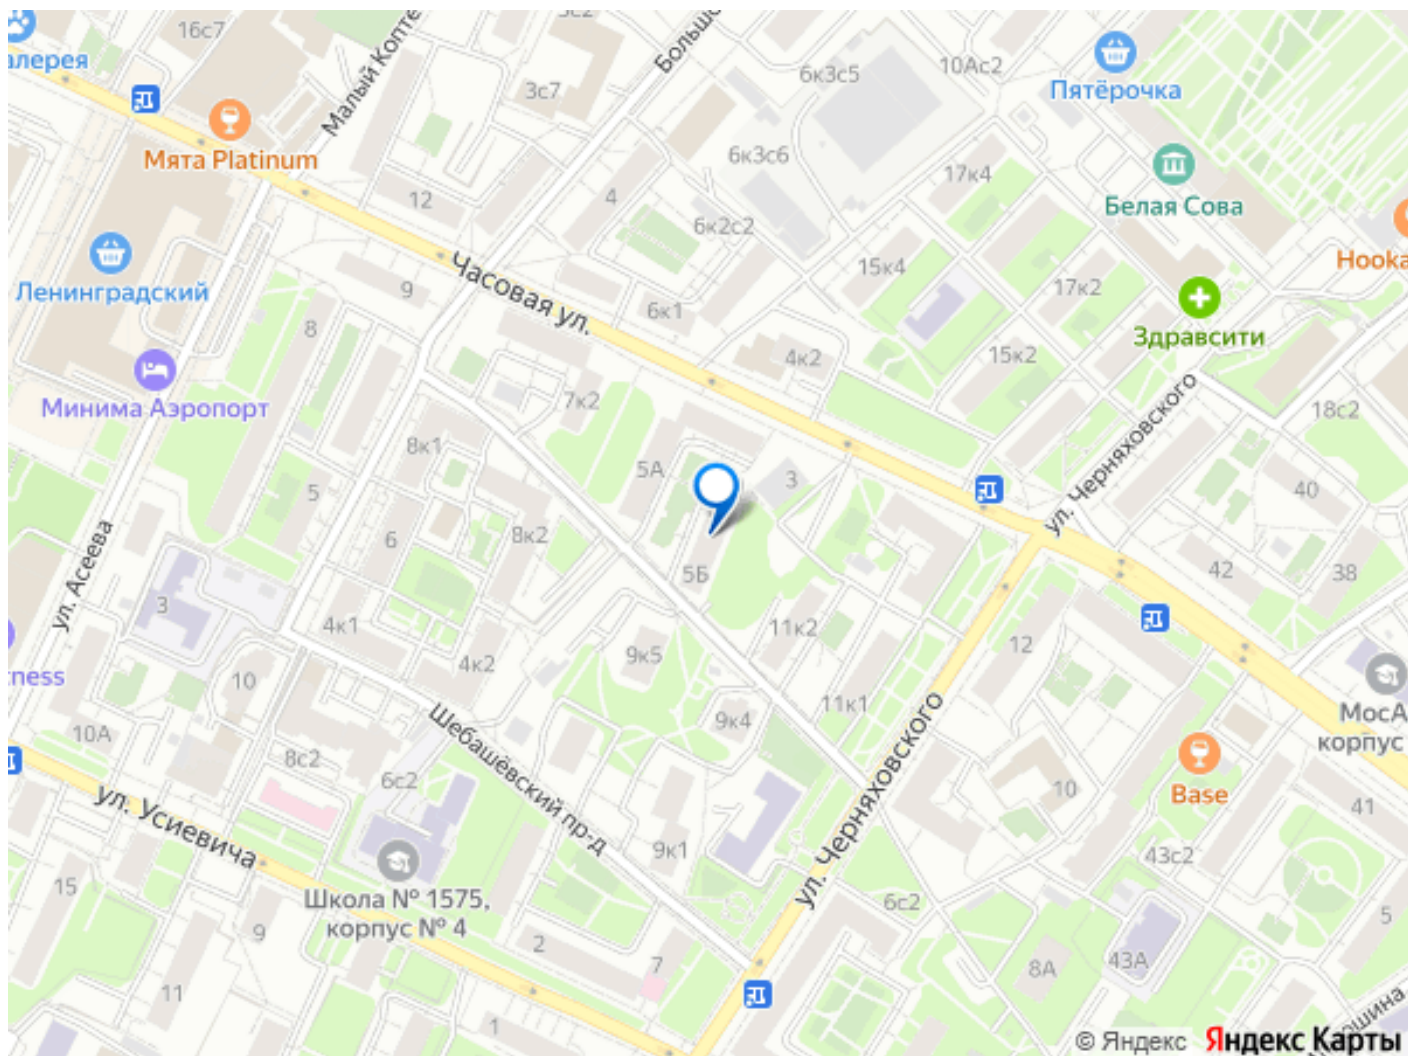 16с7
алерея
Мята Platinum
Малый Копте
3с2
3с7
Большо
6к3с5
10Ас2
Пятёрочка
6к3с6
17к4
Белая Сова
Hooka
12
4
6к2с2
15к4
17к2
Ленинградский
9
Часовая ул.
6к1
Здравсити
8
4к2
15к2
Минима Аэропорт
7к2
18с2
8к1
5А
3
ул. Черняховского
40
5
6
8к2
ул. Асеева
5Б
42
38
3
4к1
11к2
12
4к2
9к5
tness
10
11к1
МосА
корпус
10А
Шебашёвский пр-д
9к4
8с2
6с2
ул. Черняховского
10
Base
41
ул. Усиевича
9к1
43с2
15
Школа № 1575,
корпус № 4
6с2
5
9
2
7
8А
43А
11
1
ошина
© Яндекс Яндекс Карты